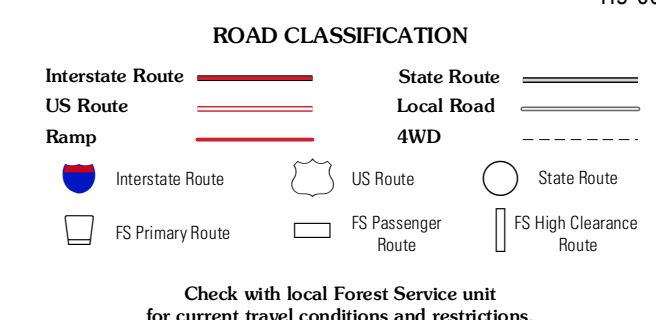 ROAD CLASSIFICATION
Interstate Route
State Route
US Route
Local Road
Ramp
4WD
Interstate Route
US Route
State Route
FS Primary Route
FS Passenger
Route
FS High Clearance
Route
Check with local Forest Service unit
for current travel conditions and restrictions.